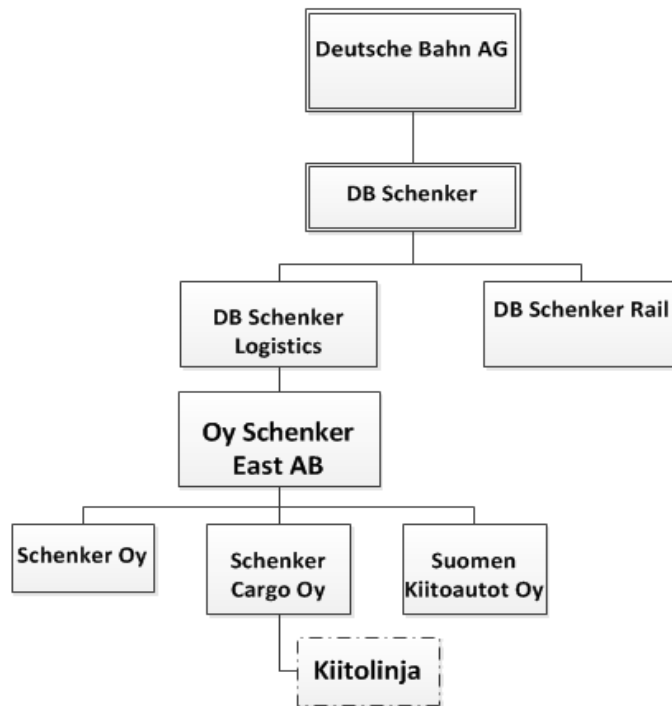 Deutsche Bahn AG
DB Schenker
DB Schenker
Logistics
DB Schenker Rail
Oy Schenker
East AB
Schenker Oy
Schenker
Cargo Oy
Suomen
Kiitoautot Oy
Kiitolinja